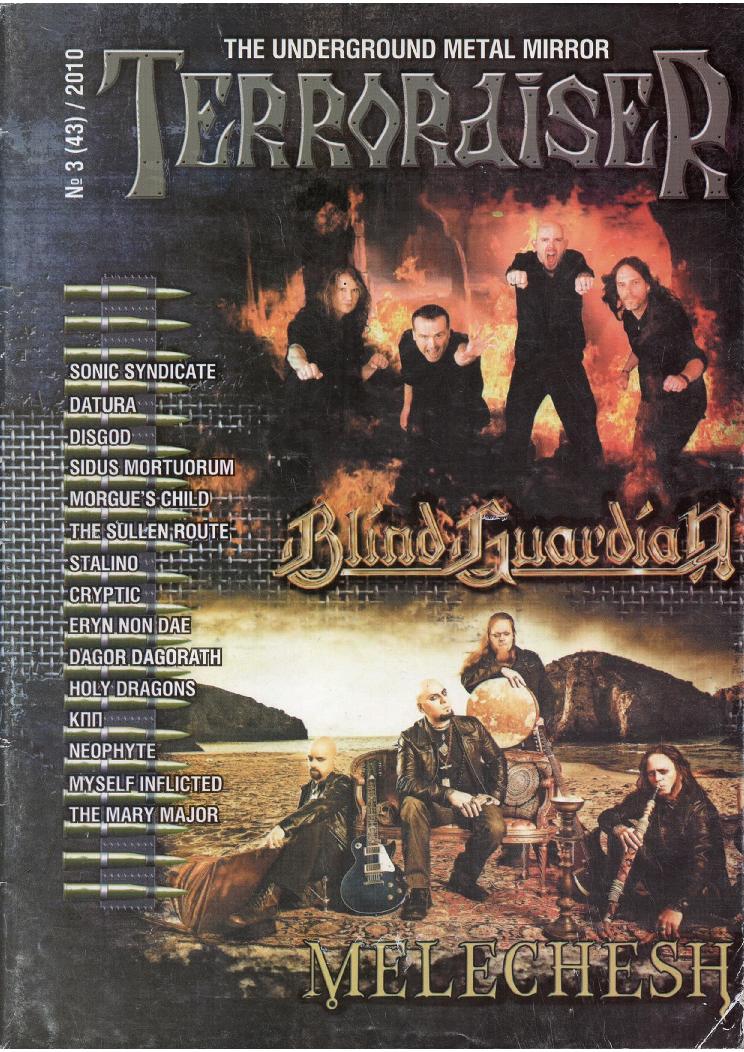 THE UNDERGROUND METAL MIRROR
№ 3 (43) / 2010
TERRORAISER
SONIC SYNDICATE
DATURA
DISGOD
SIDUS MORTUORUM
MORGUE'S CHILD
THE SULLEN ROUTE
STALINO
CRYPTIC
ERYN NON DAE
DAGOR DAGORATH
HOLY DRAGONS
КПП
NEOPHYTE
MYSELF INFLICTED
THE MARY MAJOR
Blind Guardian
MELECHESH